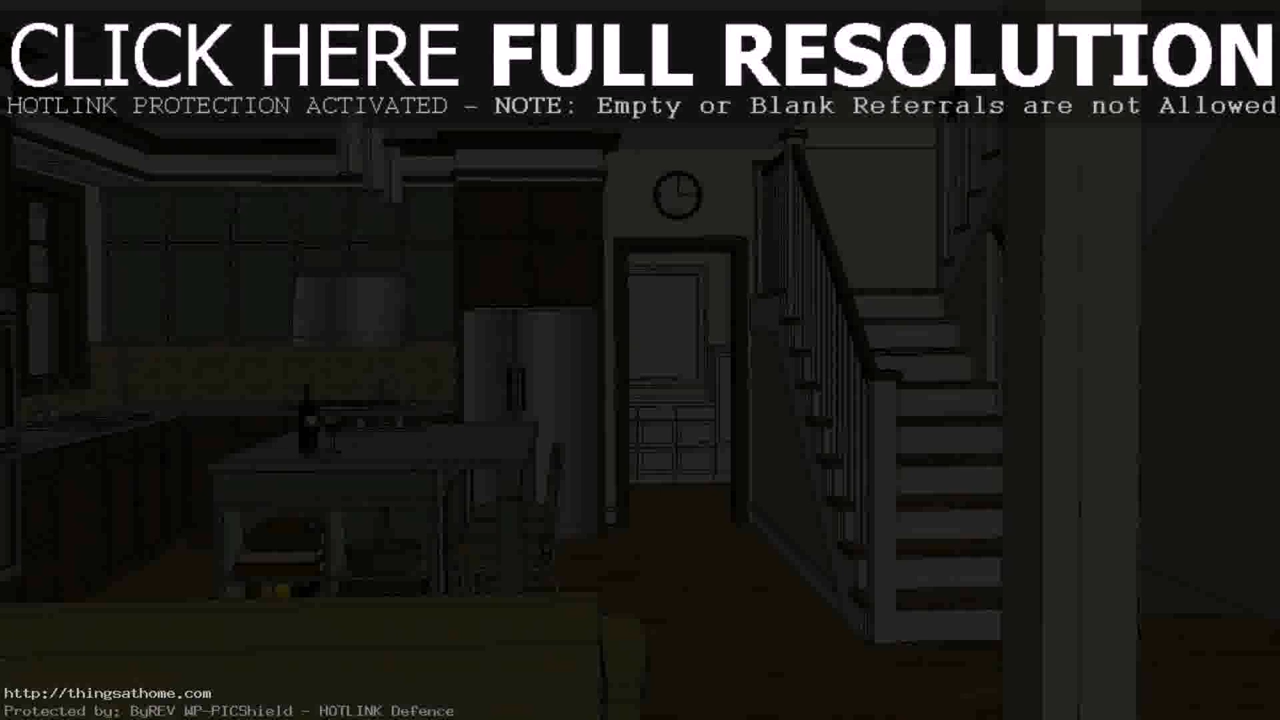 CLICK HERE FULL RESOLUTION
HOTLINK PROTECTION ACTIVATED - NOTE: Empty or Blank Referrals are not Allowed
http://thingsathome.com
Protected by: ByREV WP-PICShield - HOTLINK Defence